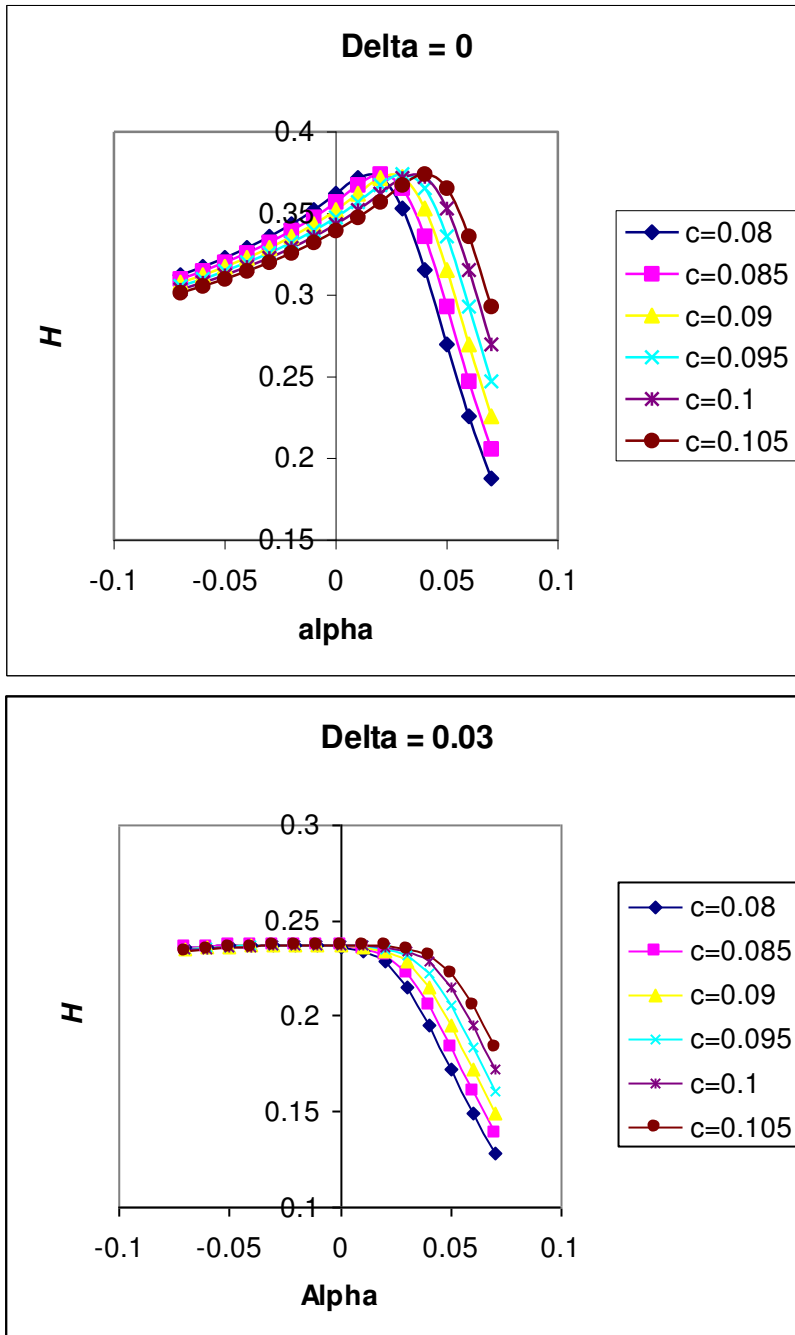 Delta = 0
0.4
0.35
0.3
0.25
0.2
0.15
H
-0.1 -0.05 0 0.05 0.1
alpha
c=0.08
c=0.085
c=0.09
c=0.095
c=0.1
c=0.105
Delta = 0.03
0.3
0.25
0.2
0.15
0.1
H
-0.1 -0.05 0 0.05 0.1
Alpha
c=0.08
c=0.085
c=0.09
c=0.095
c=0.1
c=0.105